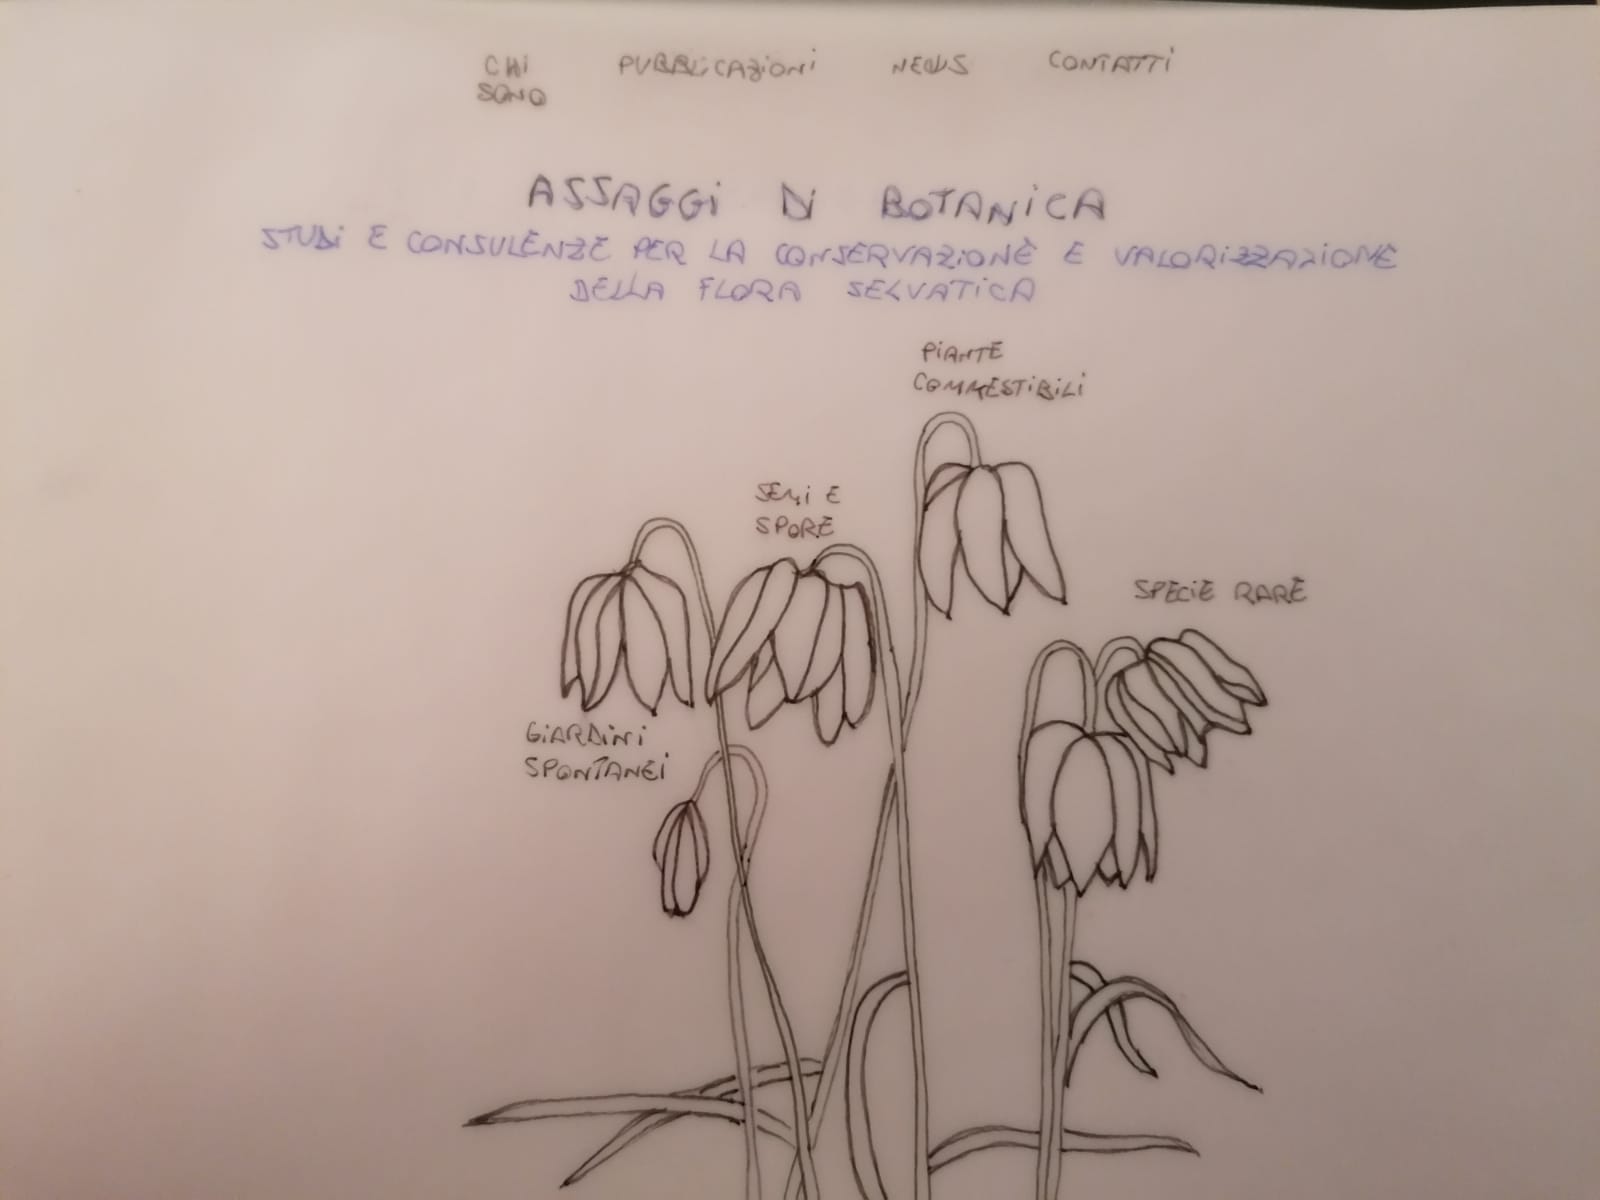 CHI PUBBLICAZIONI NEWS CONTATTI
SONO
ASSAGGI DI BOTANICA
STUDI E CONSULENZE PER LA CONSERVAZIONE E VALORIZZAZIONE
DELLA FLORA SELVATICA
PIANTE
COMMESTIBILI
SEMI E
SPORE
SPECIE RARE
GIARDINI
SPONTANEI